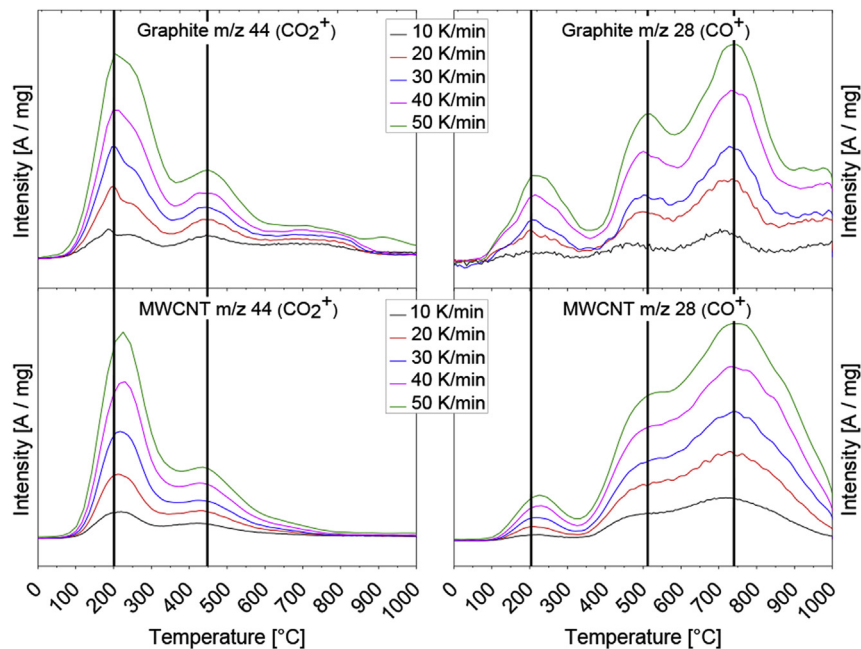 Graphite m/z 44 (CO2+)
10 K/min
20 K/min
30 K/min
40 K/min
50 K/min
Graphite m/z 28 (CO+)
Intensity [A / mg]
Intensity [A / mg]
MWCNT m/z 44 (CO2+)
10 K/min
20 K/min
30 K/min
40 K/min
50 K/min
MWCNT m/z 28 (CO+)
Intensity [A / mg]
Intensity [A / mg]
0 100 200 300 400 500 600 700 800 900 1000
0 100 200 300 400 500 600 700 800 900 1000
Temperature [°C]
Temperature [°C]